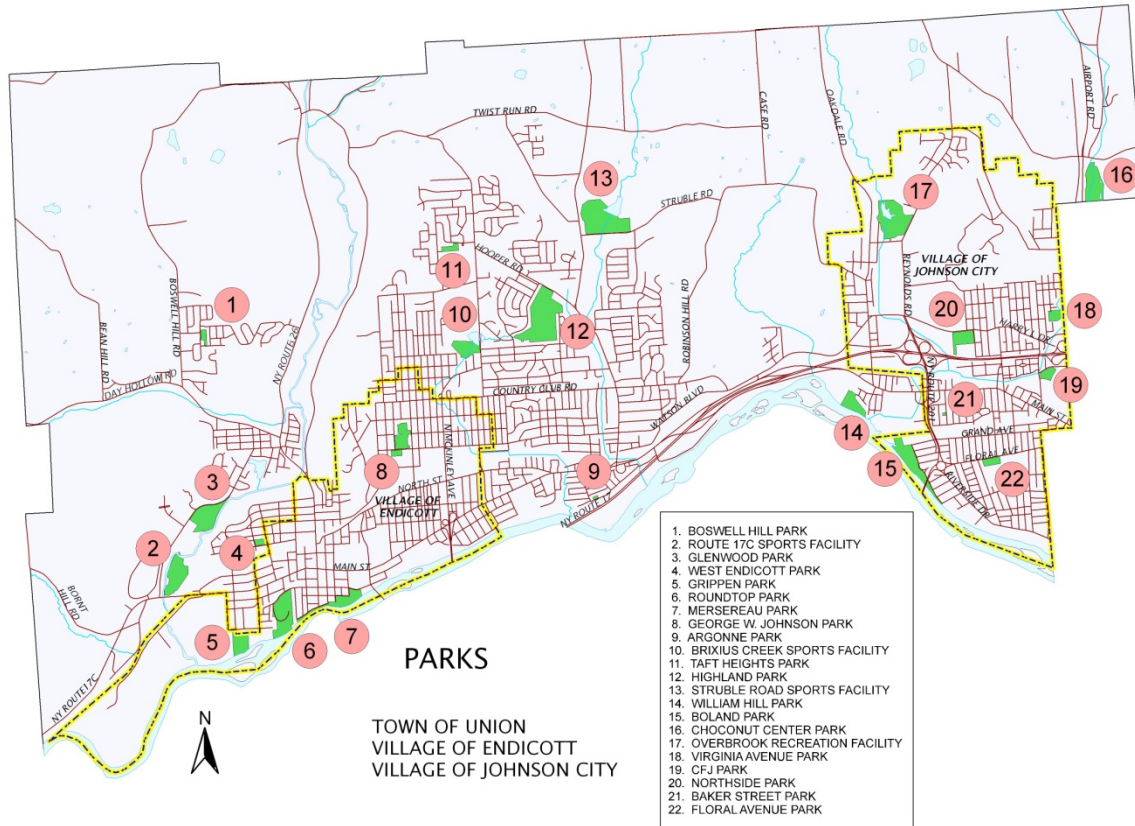 TWIST RUN RD
CASE RD
OAKDALE RD
AIRPORT RD
16
13
17
STRUBLE RD
HOOPER RD
11
VILLAGE OF
JOHNSON CITY
BOSWELL HILL RD
1
REYNOLDS RD
10
20
18
12
HARRY L DR
NY ROUTE 26
BEAN HILL RD
ROBINSON HILL RD
DAY HOLLOW RD
COUNTRY CLUB RD
NY ROUTE 201
19
WATSON BLVD
21
MAIN ST
14
N MCKINLEY AVE
GRAND AVE
8
9
FLORAL AVE
15
22
3
NORTH ST
VILLAGE OF
ENDICOTT
NY ROUTE 17
RIVERSIDE DR
2
4
MAIN ST
BORNT
HILL RD
5
6
7
NY ROUTE17C
PARKS
N
TOWN OF UNION
VILLAGE OF ENDICOTT
VILLAGE OF JOHNSON CITY
1. BOSWELL HILL PARK
2. ROUTE 17C SPORTS FACILITY
3. GLENWOOD PARK
4. WEST ENDICOTT PARK
5. GRIPPEN PARK
6. ROUNDTOP PARK
7. MERSEREAU PARK
8. GEORGE W. JOHNSON PARK
9. ARGONNE PARK
10. BRIXIUS CREEK SPORTS FACILITY
11. TAFT HEIGHTS PARK
12. HIGHLAND PARK
13. STRUBLE ROAD SPORTS FACILITY
14. WILLIAM HILL PARK
15. BOLAND PARK
16. CHOCONUT CENTER PARK
17. OVERBROOK RECREATION FACILITY
18. VIRGINIA AVENUE PARK
19. CFJ PARK
20. NORTHSIDE PARK
21. BAKER STREET PARK
22. FLORAL AVENUE PARK